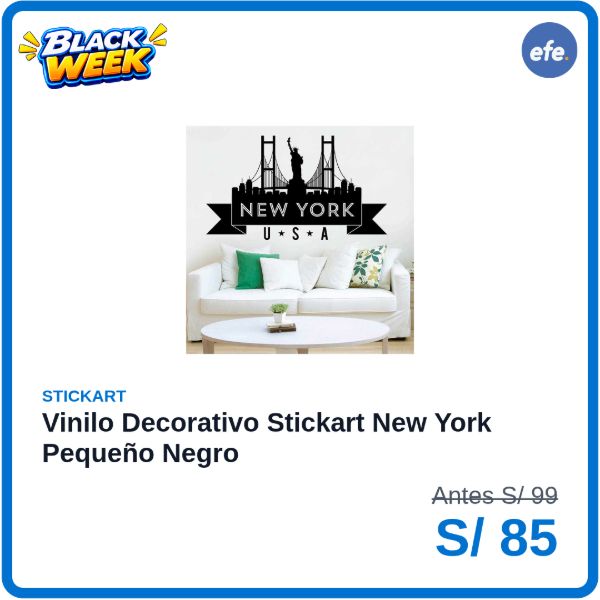 BLACK
WEEK
efe.
NEW YORK
U ★ S ★ A
STICKART
Vinilo Decorativo Stickart New York
Pequeño Negro
Antes S/ 99
S/ 85